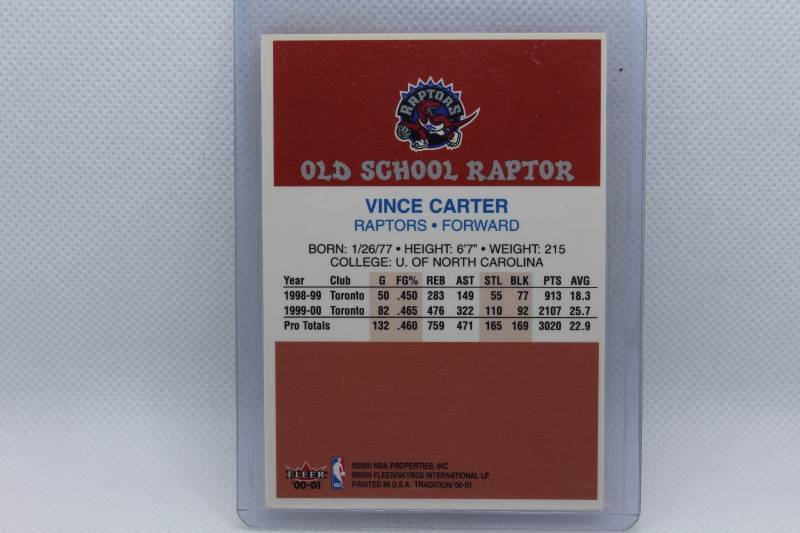 RAPTORS
OLD SCHOOL RAPTOR
VINCE CARTER
RAPTORS • FORWARD
BORN: 1/26/77 • HEIGHT: 6'7" • WEIGHT: 215
COLLEGE: U. OF NORTH CAROLINA
Year Club G FG% REB AST STL BLK PTS AVG
1998-99 Toronto 50 .450 283 149 55 77 913 18.3
1999-00 Toronto 82 .465 476 322 110 92 2107 25.7
Pro Totals 132 .460 759 471 165 169 3020 22.9
FLEER
'00-01
NBA
©2000 NBA PROPERTIES, INC.
©2000 FLEER/SKYBOX INTERNATIONAL LP
PRINTED IN U.S.A. TRADITION '00-01